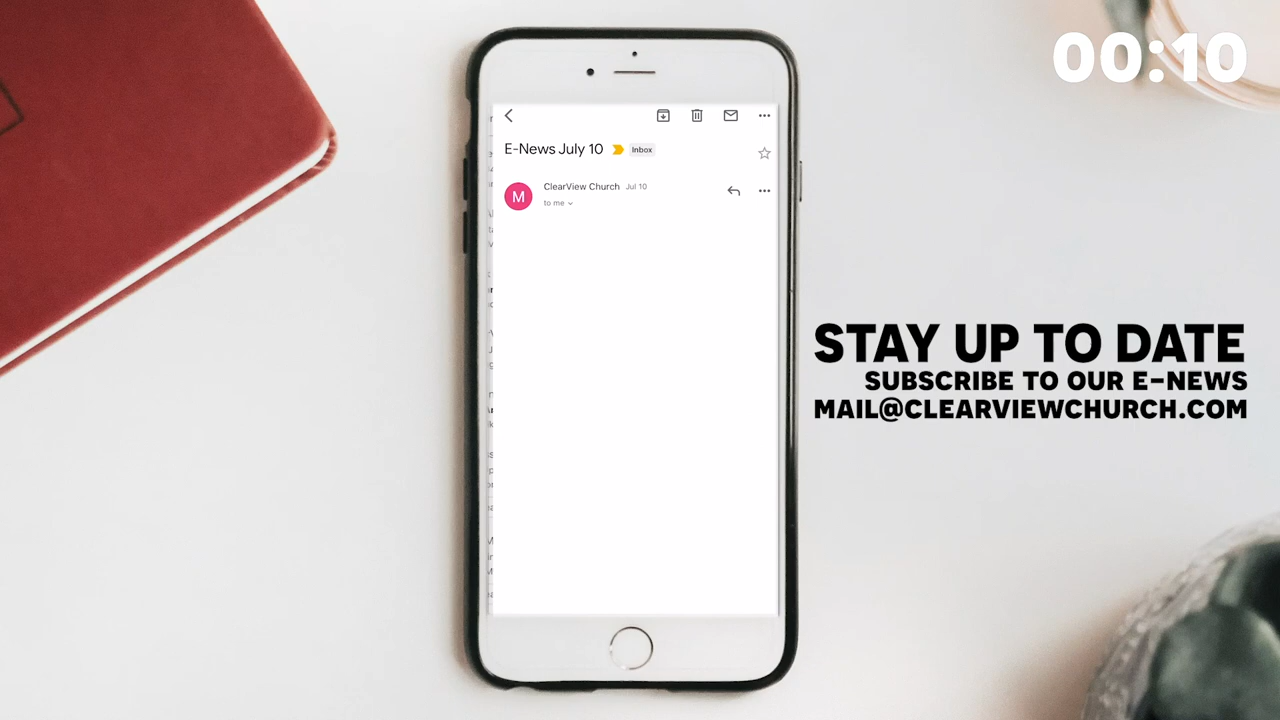 00:10
E-News July 10 Inbox
M ClearView Church Jul 10
to me
STAY UP TO DATE
SUBSCRIBE TO OUR E-NEWS
MAIL@CLEARVIEWCHURCH.COM